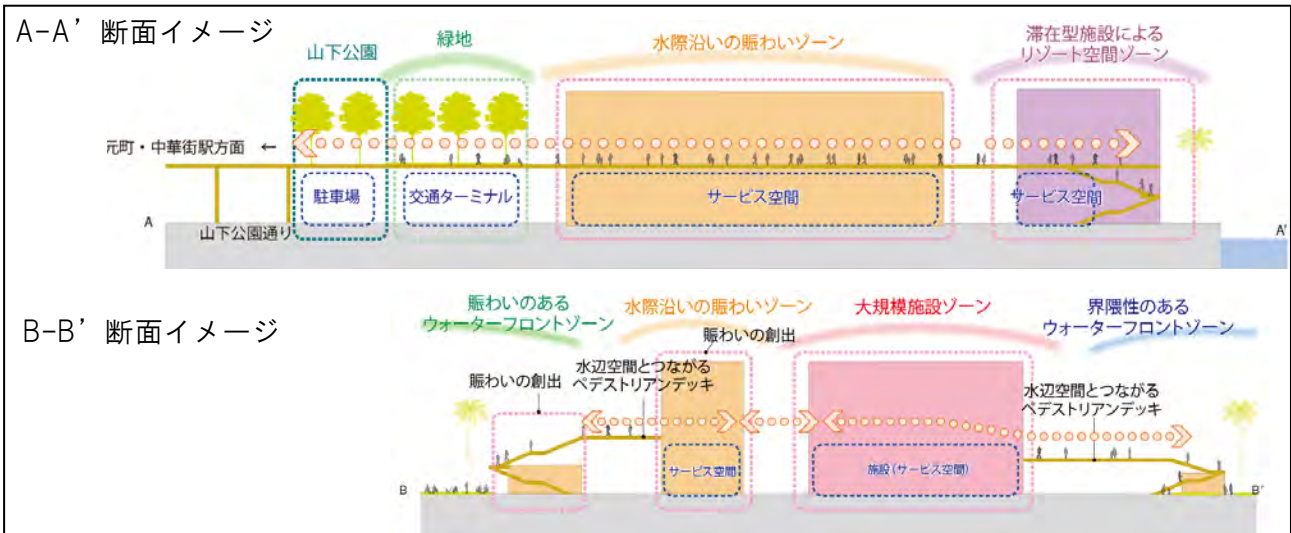 A-A’ 断面イメージ
山下公園
緑地
水際沿いの賑わいゾーン
滞在型施設による
リゾート空間ゾーン
元町・中華街駅方面 ←
駐車場
交通ターミナル
サービス空間
サービス空間
A
山下公園通り
A'
B-B’ 断面イメージ
賑わいのある
ウォーターフロントゾーン
水際沿いの賑わいゾーン
大規模施設ゾーン
界隈性のある
ウォーターフロントゾーン
賑わいの創出
水辺空間とつながる
ペデストリアンデッキ
賑わいの創出
水辺空間とつながる
ペデストリアンデッキ
サービス空間
施設(サービス空間)
B
B'